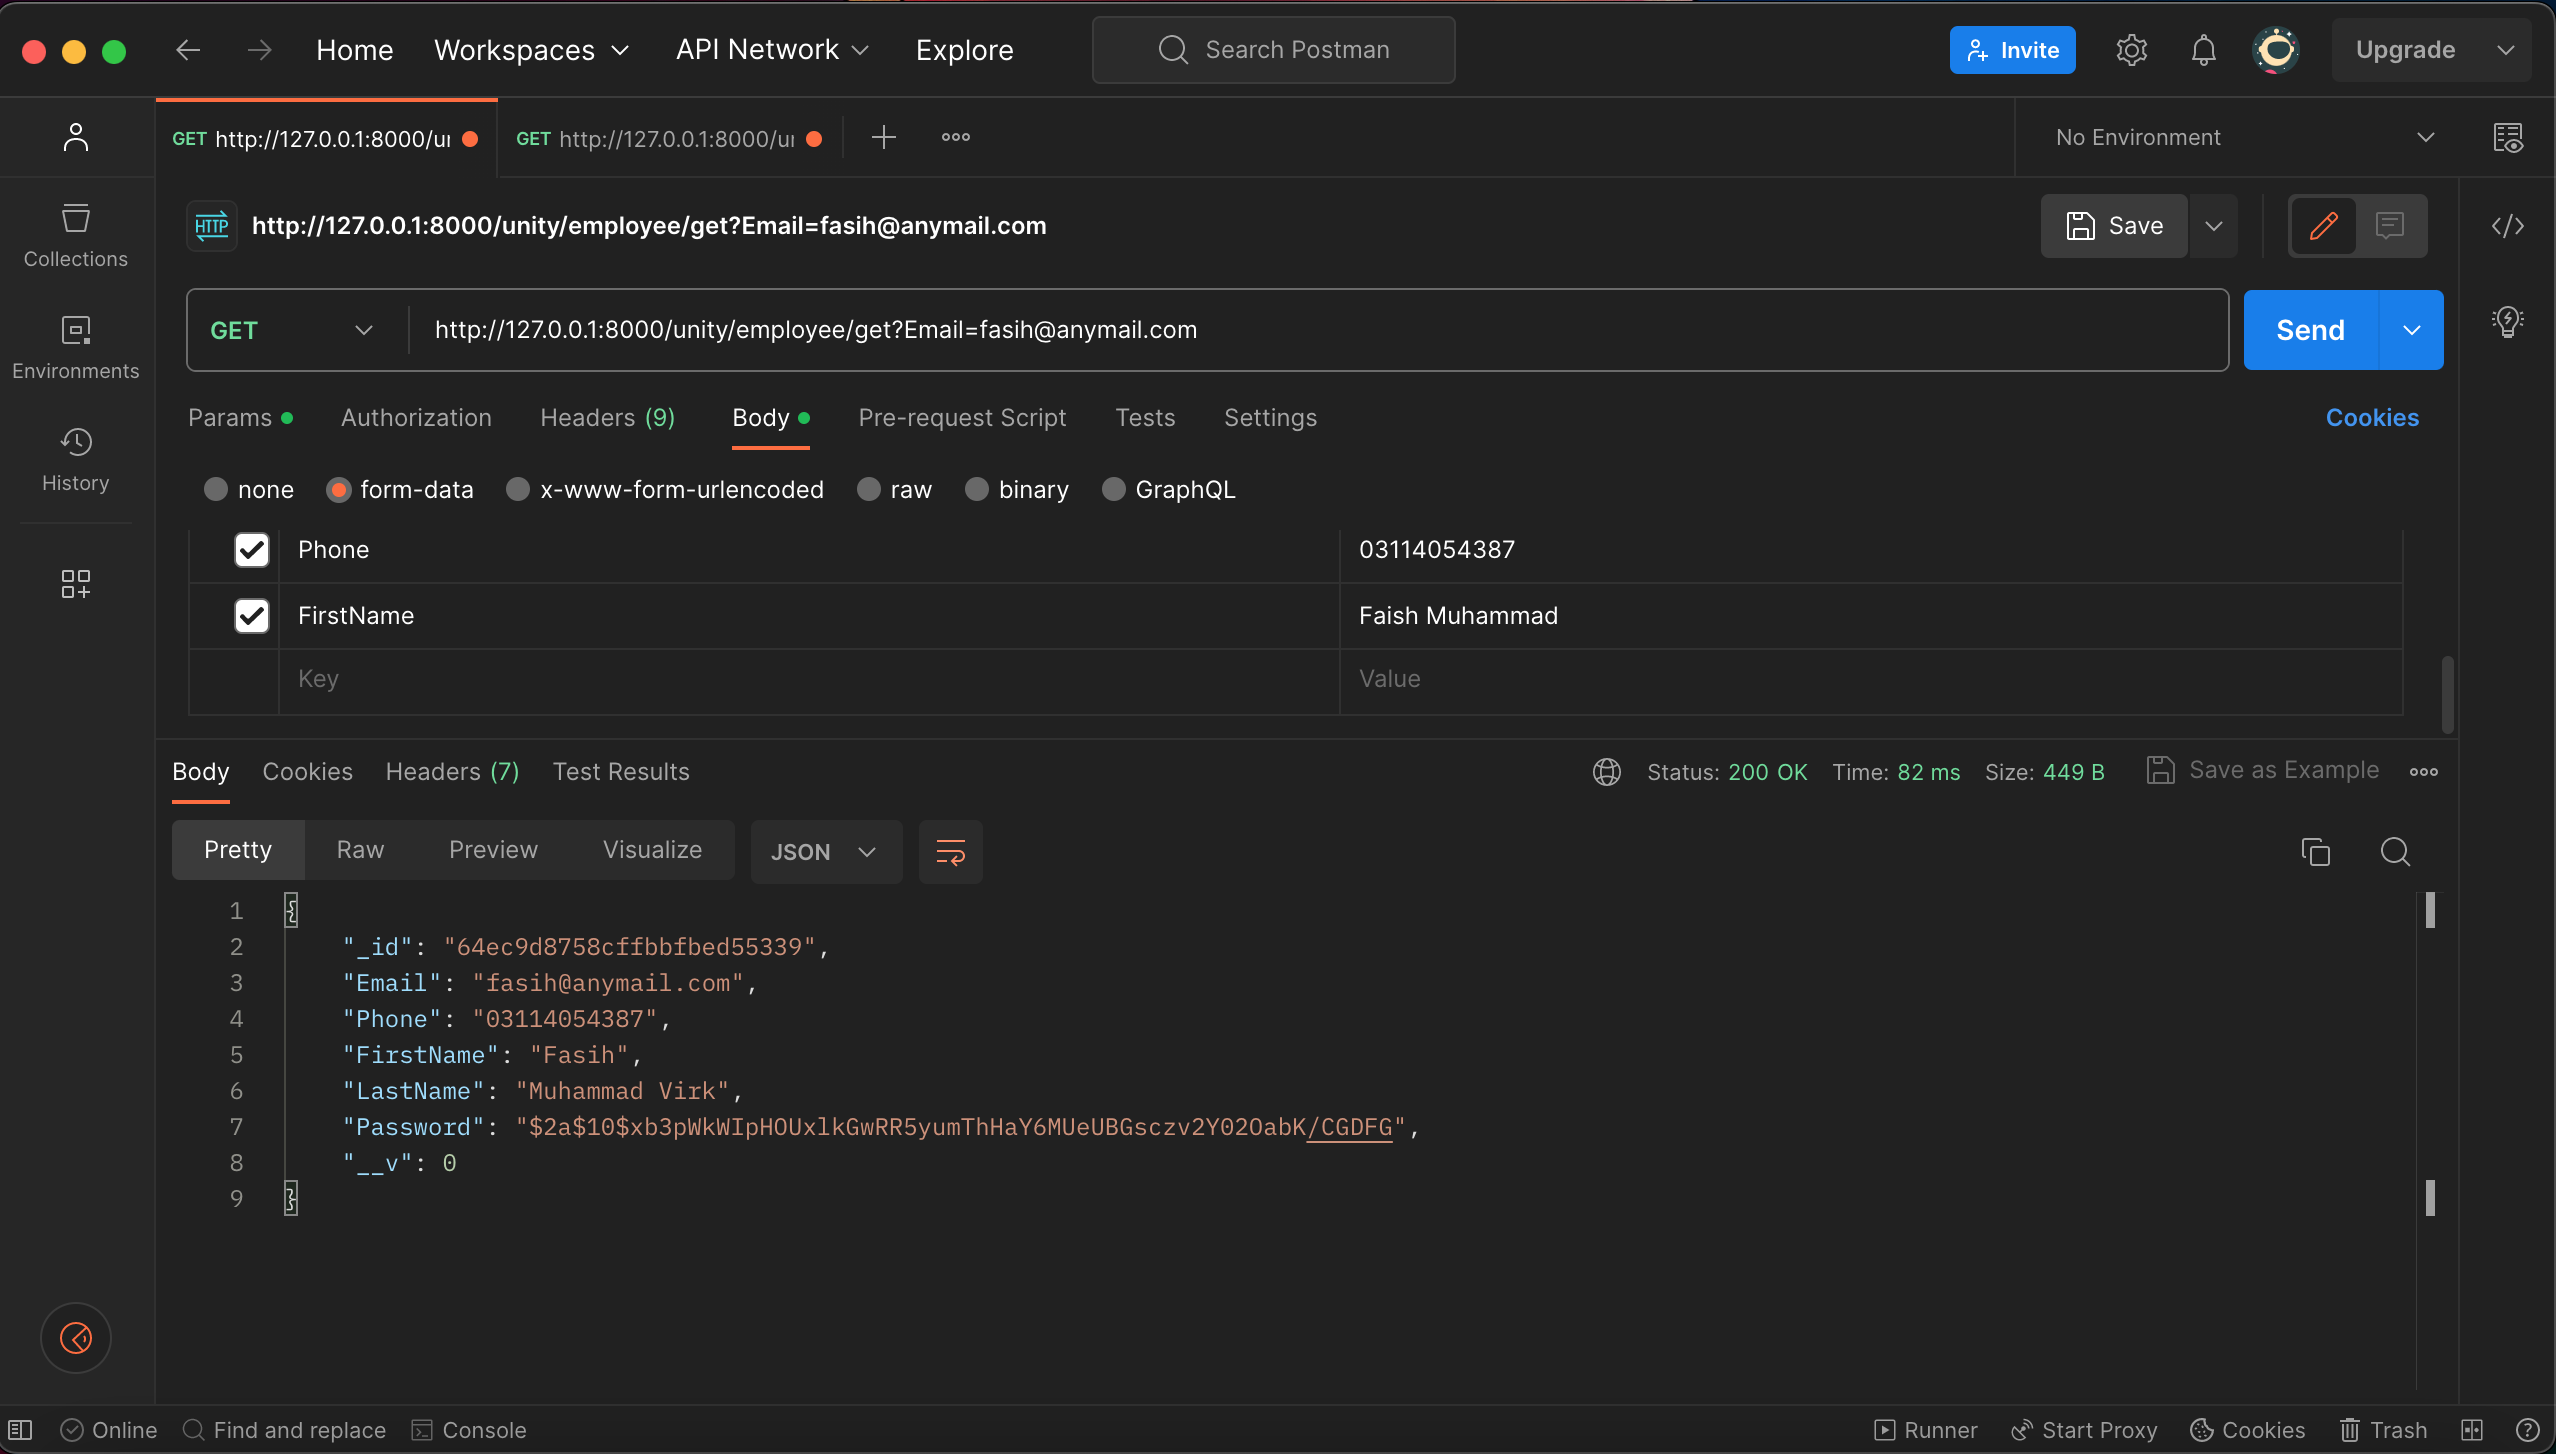 Home Workspaces API Network Explore Search Postman Invite Upgrade
GET http://127.0.0.1:8000/ur GET http://127.0.0.1:8000/ur No Environment
HTTP http://127.0.0.1:8000/unity/employee/get?Email=fasih@anymail.com Save
Collections
GET http://127.0.0.1:8000/unity/employee/get?Email=fasih@anymail.com Send
Environments
Params Authorization Headers (9) Body Pre-request Script Tests Settings Cookies
History
none form-data x-www-form-urlencoded raw binary GraphQL
Phone 03114054387
FirstName Faish Muhammad
Key Value
Body Cookies Headers (7) Test Results Status: 200 OK Time: 82 ms Size: 449 B Save as Example
Pretty Raw Preview Visualize JSON
1 {
2 "_id": "64ec9d8758cffbbfbed55339",
3 "Email": "fasih@anymail.com",
4 "Phone": "03114054387",
5 "FirstName": "Fasih",
6 "LastName": "Muhammad Virk",
7 "Password": "$2a$10$xb3pWkWIpHOUxlkGwRR5yumThHaY6MUeUBGsczv2Y02OabK/CGDFG",
8 "__v": 0
9 }
Online Find and replace Console Runner Start Proxy Cookies Trash